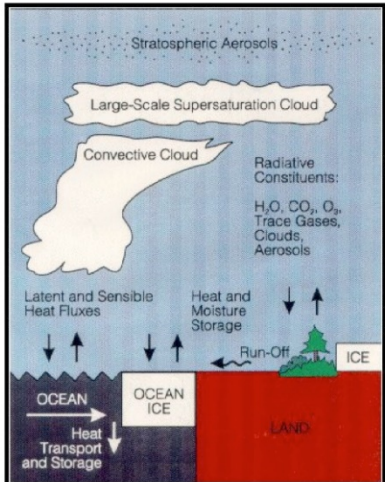 Stratospheric Aerosols
Large-Scale Supersaturation Cloud
Convective Cloud
Radiative
Constituents:
H₂O, CO₂, O₃,
Trace Gases,
Clouds,
Aerosols
Latent and Sensible
Heat Fluxes
Heat and
Moisture
Storage
Run-Off
ICE
OCEAN
OCEAN
ICE
LAND
Heat
Transport
and Storage